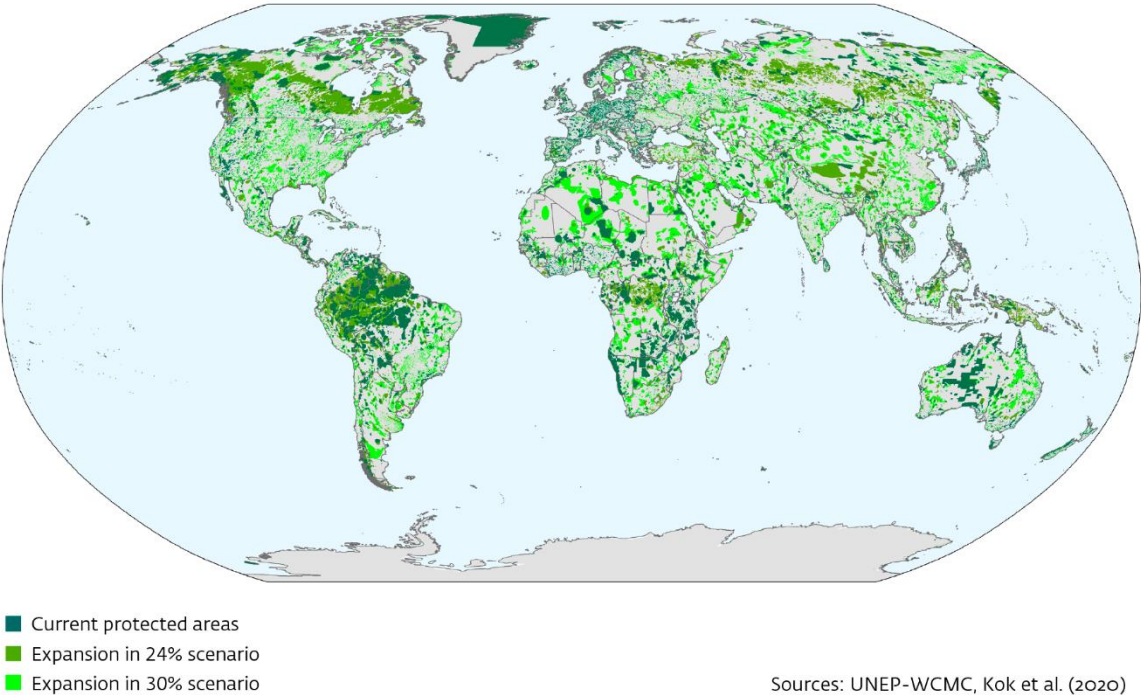 Current protected areas
Expansion in 24% scenario
Expansion in 30% scenario
Sources: UNEP-WCMC, Kok et al. (2020)